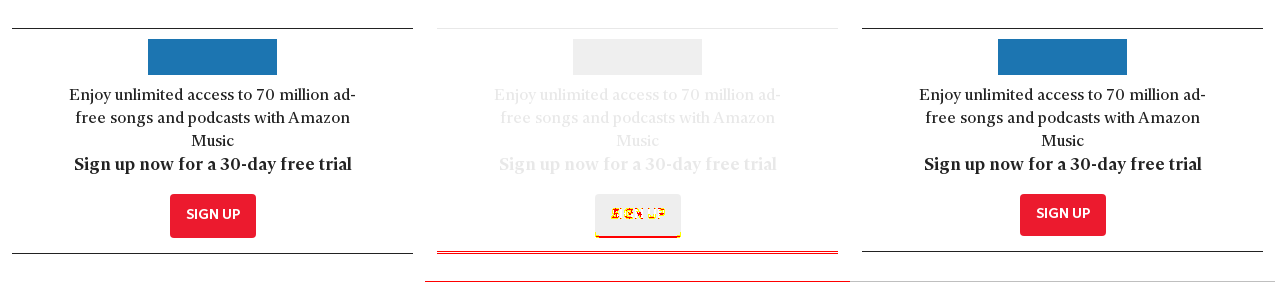 Enjoy unlimited access to 70 million ad-
free songs and podcasts with Amazon
Music
Sign up now for a 30-day free trial
SIGN UP
Enjoy unlimited access to 70 million ad-
free songs and podcasts with Amazon
Music
Sign up now for a 30-day free trial
SIGN UP
Enjoy unlimited access to 70 million ad-
free songs and podcasts with Amazon
Music
Sign up now for a 30-day free trial
SIGN UP